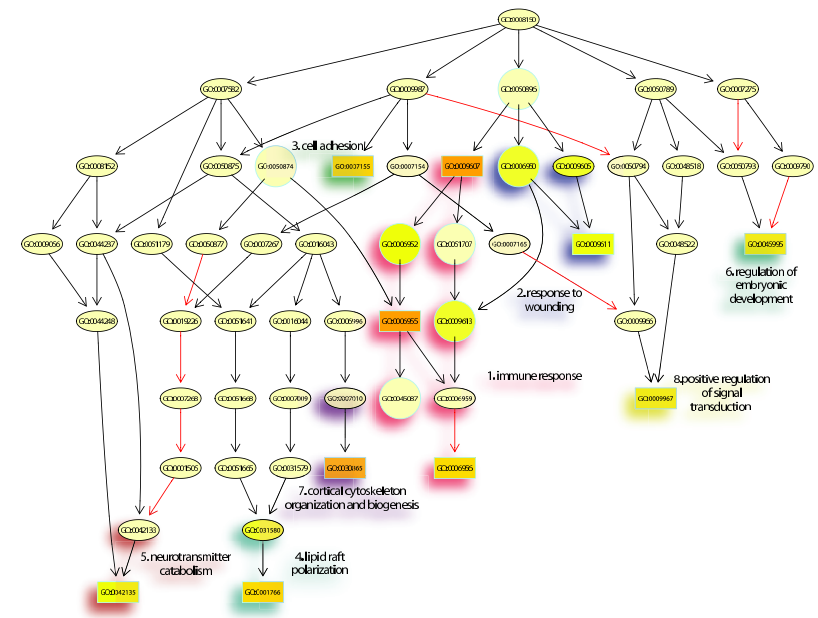 GO:0008150
GO:0007582
GO:0009987
GO:0050896
GO:0050789
GO:0007275
3. cell adhesion
GO:0008152
GO:0050875
GO:0050874
GO:0007155
GO:0007154
GO:0009607
GO:0006950
GO:0009605
GO:0050794
GO:0048518
GO:0050793
GO:0009790
GO:0009056
GO:0044237
GO:0051179
GO:0050877
GO:0007267
GO:0016043
GO:0006952
GO:0051707
GO:0007165
GO:0009611
GO:0048522
GO:0045995
6. regulation of
embryonic
development
2. response to
wounding
GO:0044248
GO:0019226
GO:0051641
GO:0016044
GO:0006996
GO:0006955
GO:0009613
GO:0009966
1. immune response
8.positive regulation
of signal
transduction
GO:0007268
GO:0051668
GO:0007009
GO:0007010
GO:0045087
GO:0006959
GO:0009967
GO:0001505
GO:0051665
GO:0031579
GO:0030865
GO:0006956
7. cortical cytoskeleton
organization and biogenesis
GO:0042133
GO:0031580
5. neurotransmitter
catabolism
4. lipid raft
polarization
GO:0042135
GO:0001766